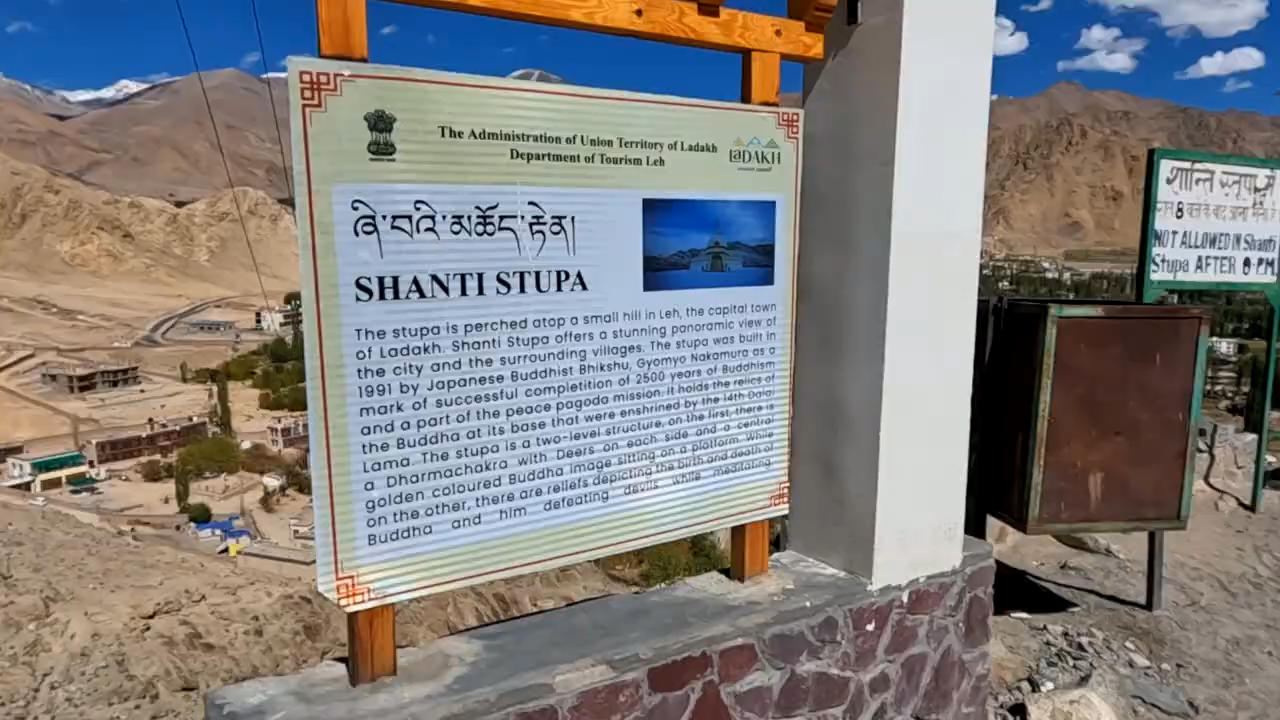 The Administration of Union Territory of Ladakh
Department of Tourism Leh
LaDAKH
ཞི་བའི་མཆོད་རྟེན།
SHANTI STUPA
The stupa is perched atop a small hill in Leh, the capital town
of Ladakh. Shanti Stupa offers a stunning panoramic view of
the city and the surrounding villages. The stupa was built in
1991 by Japanese Buddhist Bhikshu, Gyomyo Nakamura as a
mark of successful completion of 2500 years of Buddhism
and a part of the peace pagoda mission. It holds the relics of
the Buddha at its base that were enshrined by the 14th Dalai
Lama. The stupa is a two-level structure, on the first, there is
a Dharmachakra with Deers on each side and a central
golden coloured Buddha image sitting on a platform. While
on the other, there are reliefs depicting the birth and death of
Buddha and him defeating devils while meditating.
शान्ति स्तूपा में
8 बजे के बाद आना मना है
NOT ALLOWED IN Shanti
Stupa AFTER 8 P.M